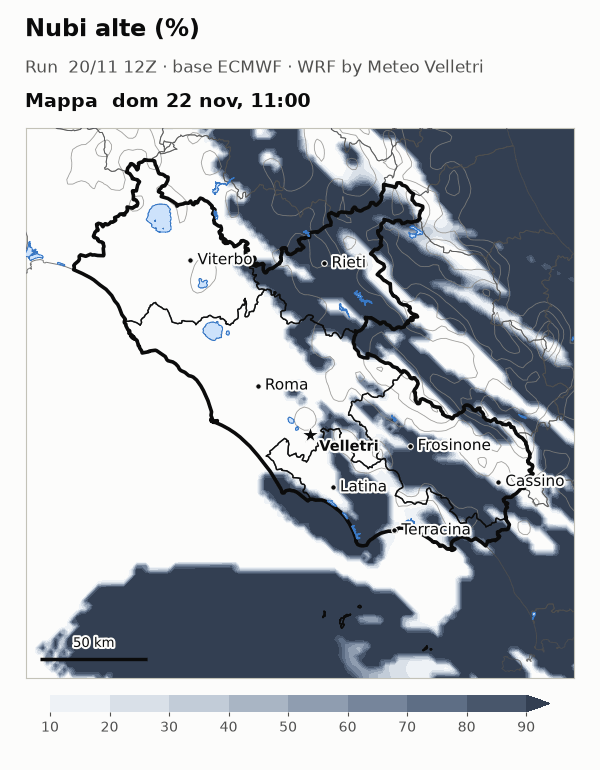 Nubi alte (%)
Run  20/11 12Z · base ECMWF · WRF by Meteo Velletri
Mappa  dom 22 nov, 11:00
Viterbo
Rieti
Roma
Velletri
Frosinone
Latina
Cassino
Terracina
50 km
10 20 30 40 50 60 70 80 90